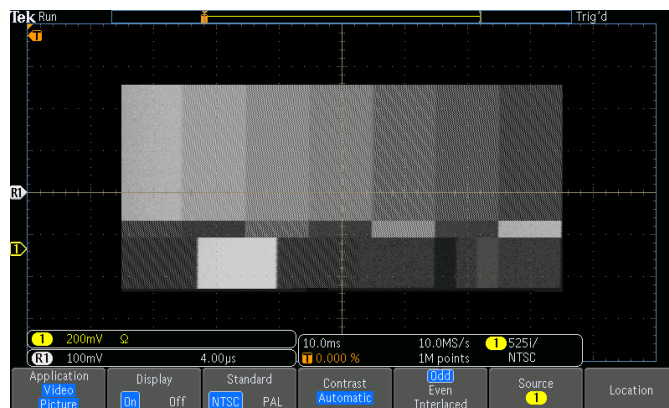 Tek Run Trig'd
T
R1
1
1 200mV Ω
R1 100mV 4.00µs
10.0ms 10.0MS/s 1 525i/
T 0.000 % 1M points NTSC
Application
Video
Picture
Display
On Off
Standard
NTSC PAL
Contrast
Automatic
Odd
Even
Interlaced
Source
1
Location